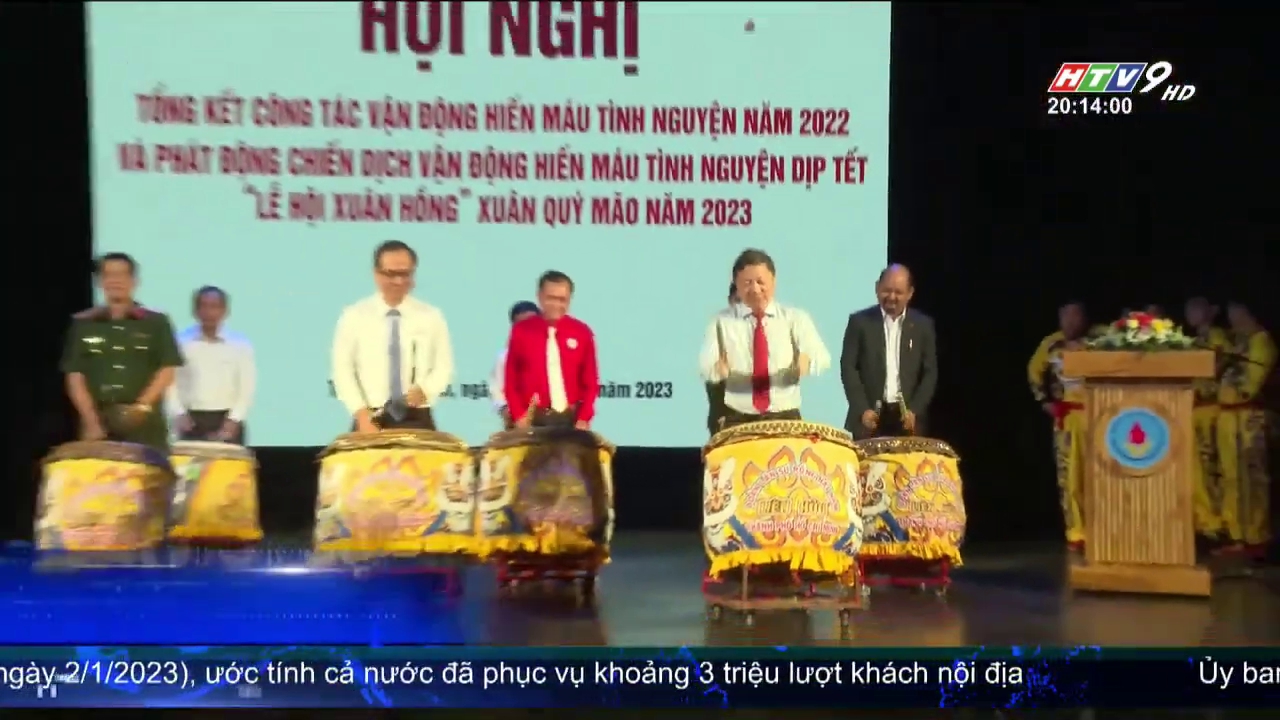 HỘI NGHỊ
HTV9 HD
20:14:00
TỔNG KẾT CÔNG TÁC VẬN ĐỘNG HIẾN MÁU TÌNH NGUYỆN NĂM 2022
VÀ PHÁT ĐỘNG CHIẾN DỊCH VẬN ĐỘNG HIẾN MÁU TÌNH NGUYỆN DỊP TẾT
"LỄ HỘI XUÂN HỒNG" XUÂN QUÝ MÃO NĂM 2023
năm 2023
ngày 2/1/2023), ước tính cả nước đã phục vụ khoảng 3 triệu lượt khách nội địa
Ủy ban